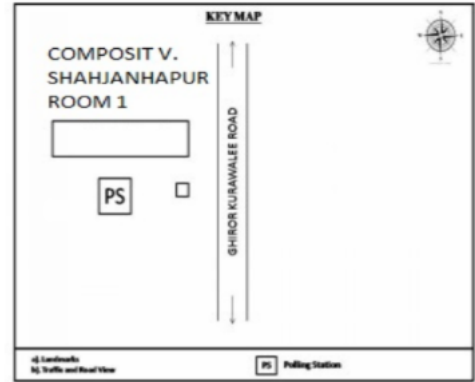 KEY MAP
COMPOSIT V.
SHAHJANHAPUR
ROOM 1
GHIROR KURAWALEE ROAD
PS
a). Landmarks
b). Traffic and Road View
PS Polling Station